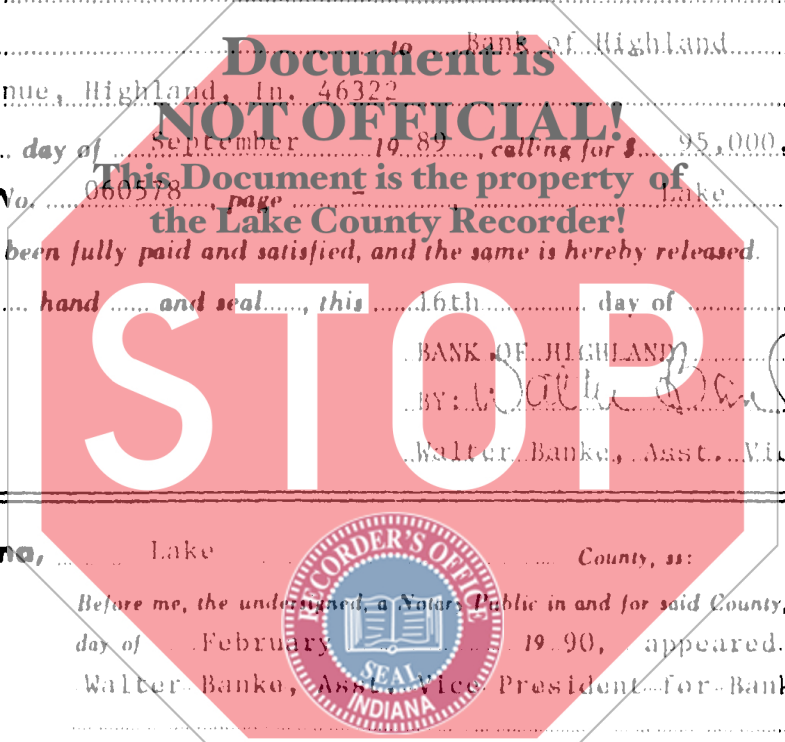 to Bank of Highland
Document is
nue, Highland, In. 46322
NOT OFFICIAL!
day of September 19 89, calling for $ 95,000
This Document is the property of
No. 060578, page - Lake
the Lake County Recorder!
been fully paid and satisfied, and the same is hereby released.
hand and seal, this 16th day of
STOP
BANK OF HIGHLAND
BY: Walter Ban
Walter Banke, Asst. Vic
na, Lake County, ss:
RECORDER'S OFFICE
Before me, the undersigned, a Notary Public in and for said County,
day of February 19 90, appeared
SEAL
Walter Banke, Asst. Vice President for Bank
INDIANA